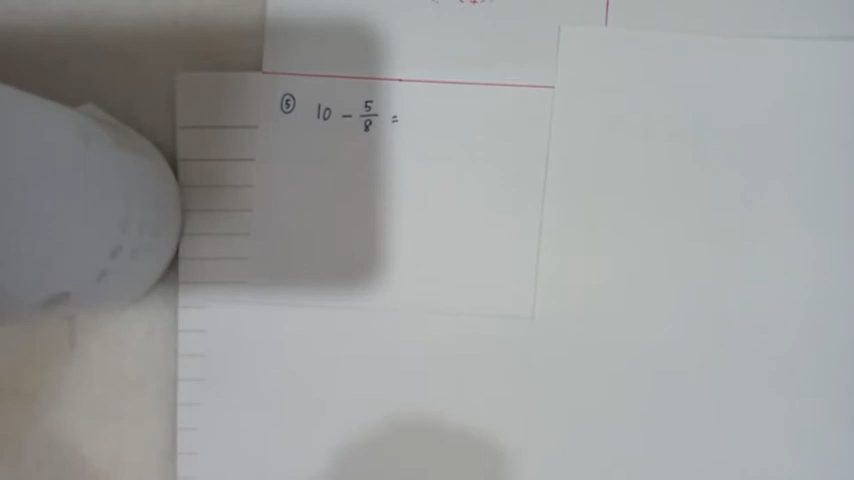 ⑤ 10 - 5/8 =